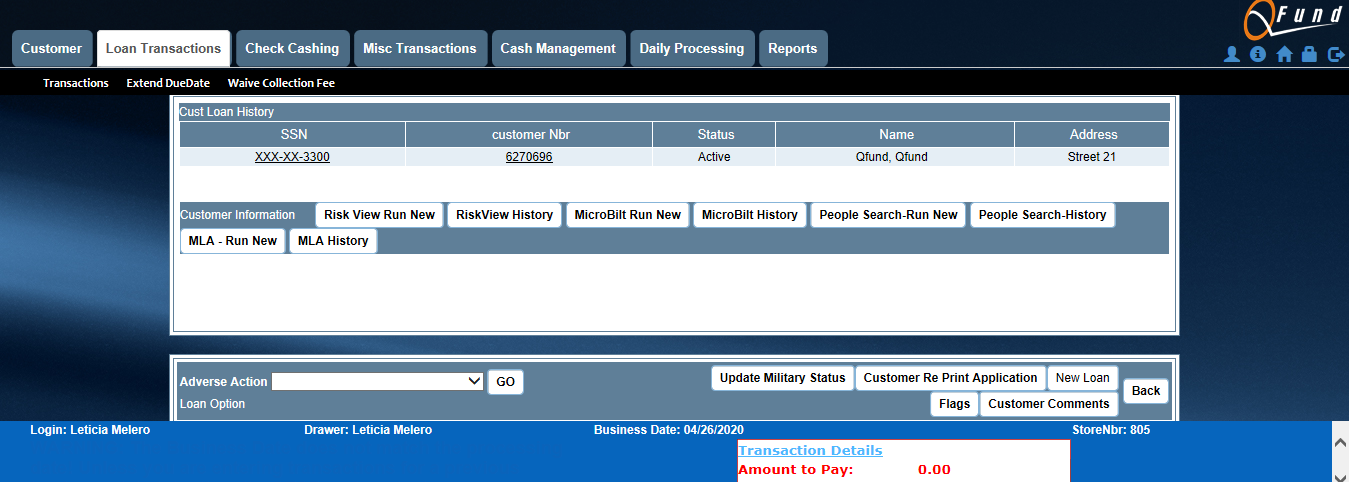 QFund
Customer Loan Transactions Check Cashing Misc Transactions Cash Management Daily Processing Reports
Transactions Extend DueDate Waive Collection Fee
Cust Loan History
SSN customer Nbr Status Name Address
XXX-XX-3300 6270696 Active Qfund, Qfund Street 21
Customer Information Risk View Run New RiskView History MicroBilt Run New MicroBilt History People Search-Run New People Search-History
MLA - Run New MLA History
Adverse Action GO Update Military Status Customer Re Print Application New Loan Back
Loan Option Flags Customer Comments
Login: Leticia Melero Drawer: Leticia Melero Business Date: 04/26/2020 StoreNbr: 805
Transaction Details
Amount to Pay: 0.00